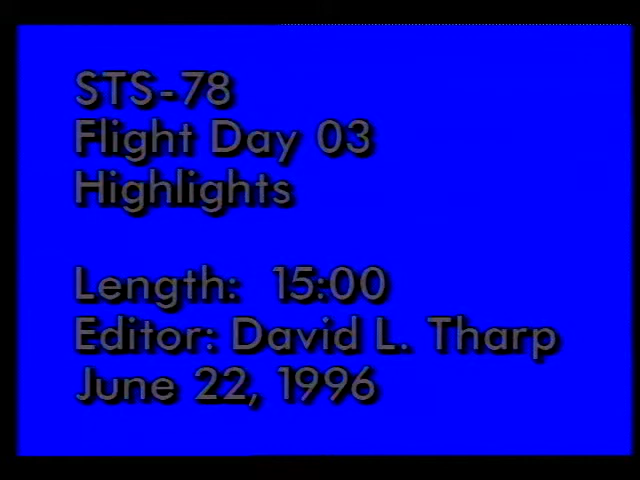 STS-78
Flight Day 03
Highlights
Length: 15:00
Editor: David L. Tharp
June 22, 1996